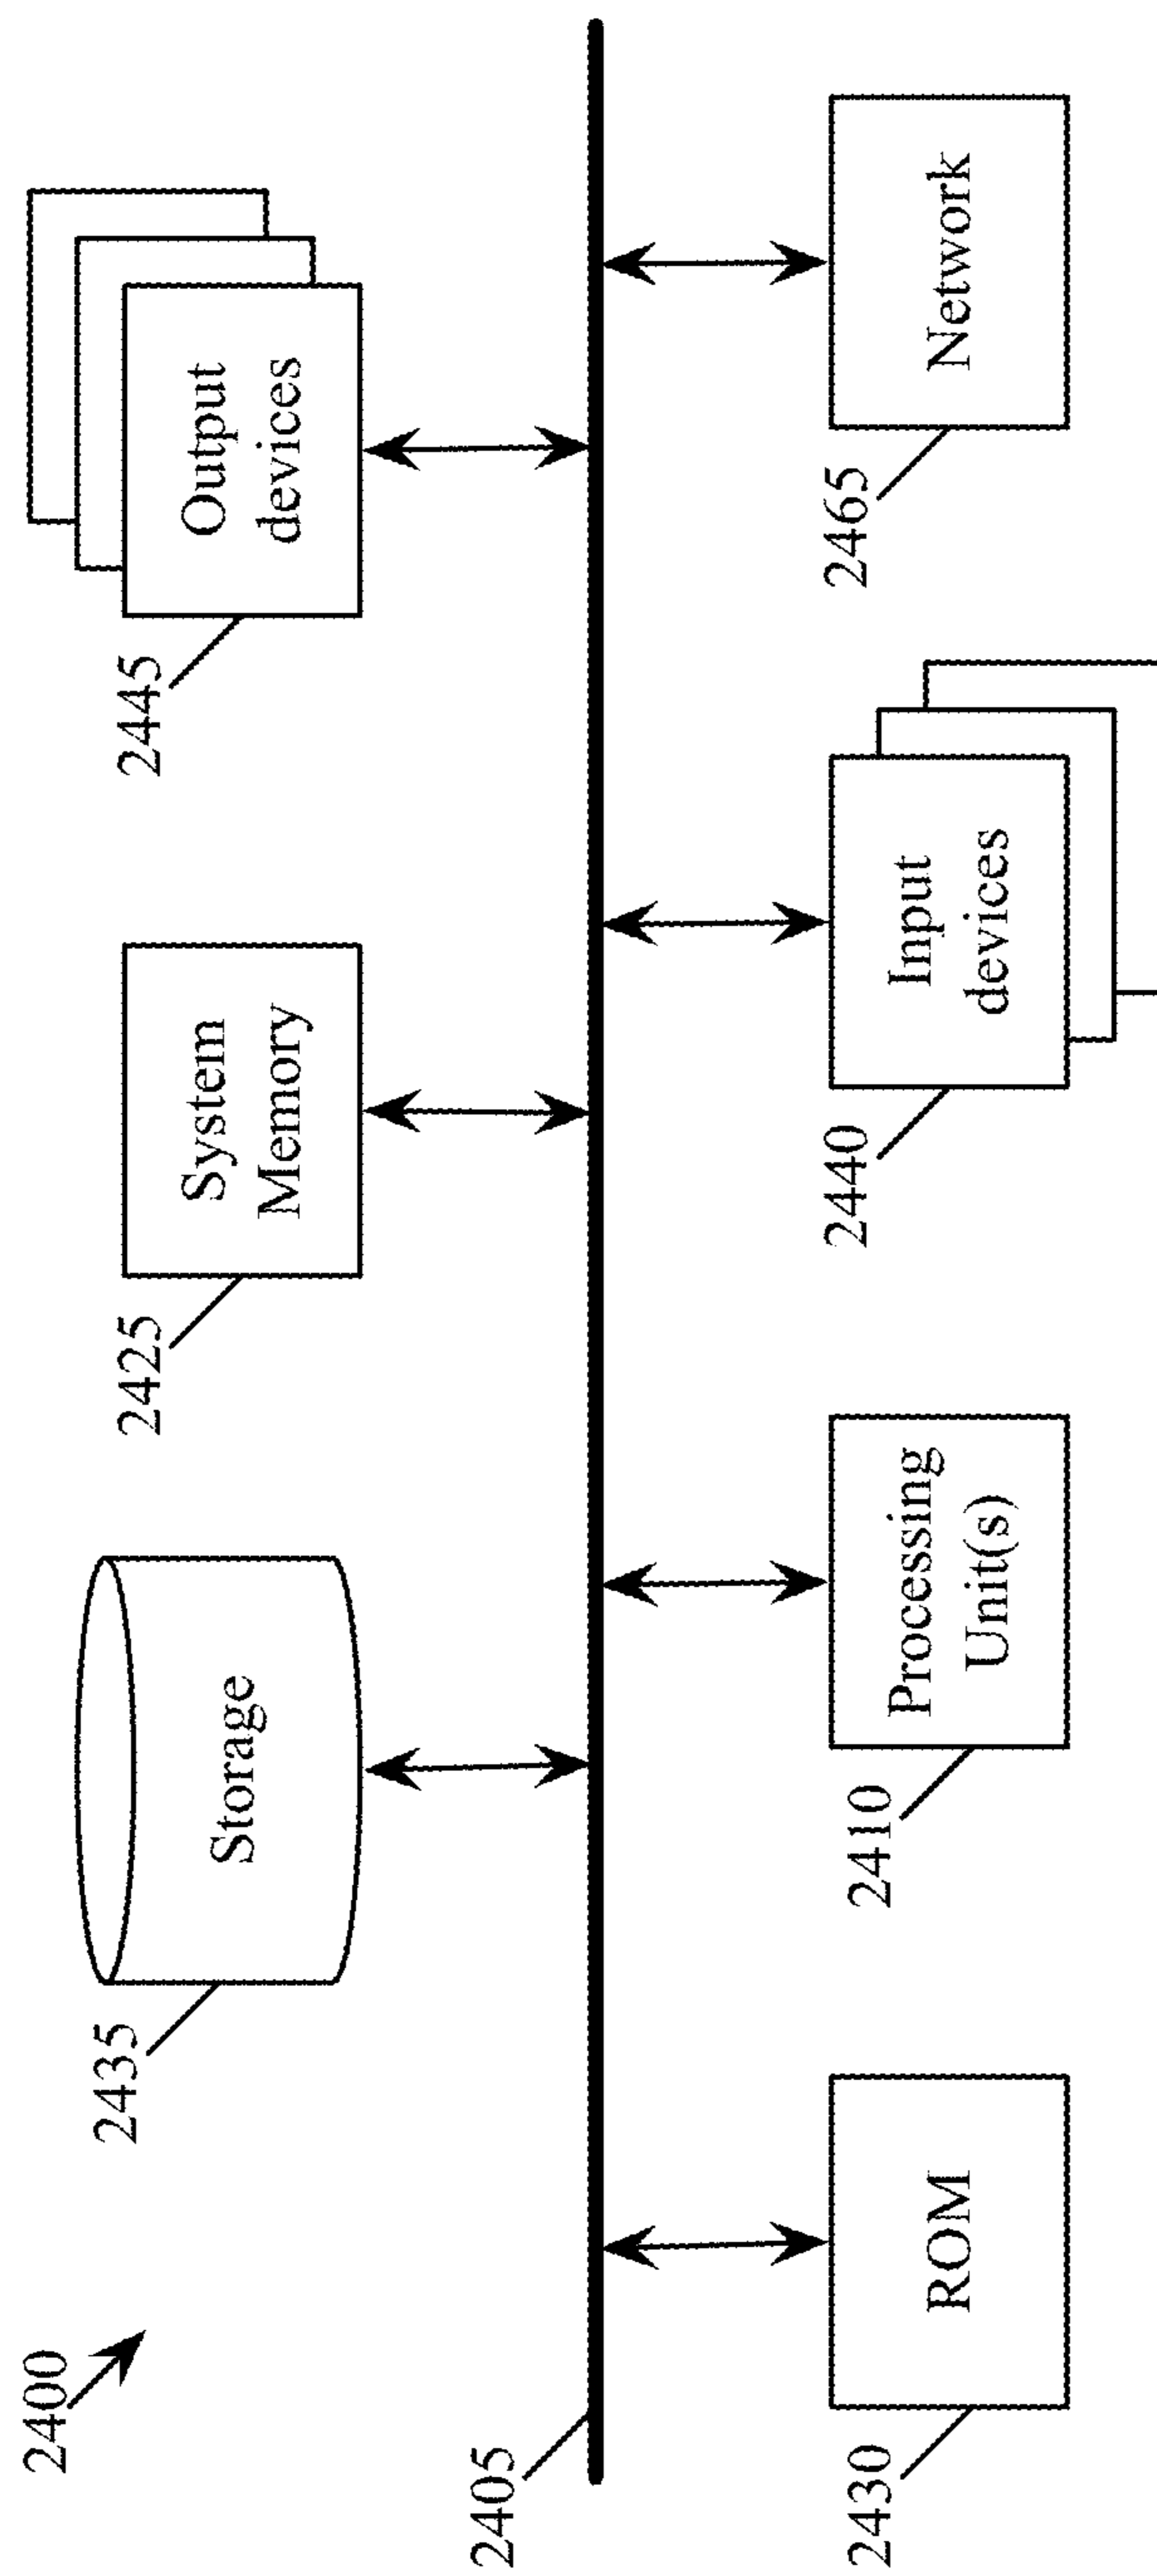 2400
2435
Storage
2425
System
Memory
2445
Output
devices
2405
2430
ROM
2410
Processing
Unit(s)
2440
Input
devices
2465
Network